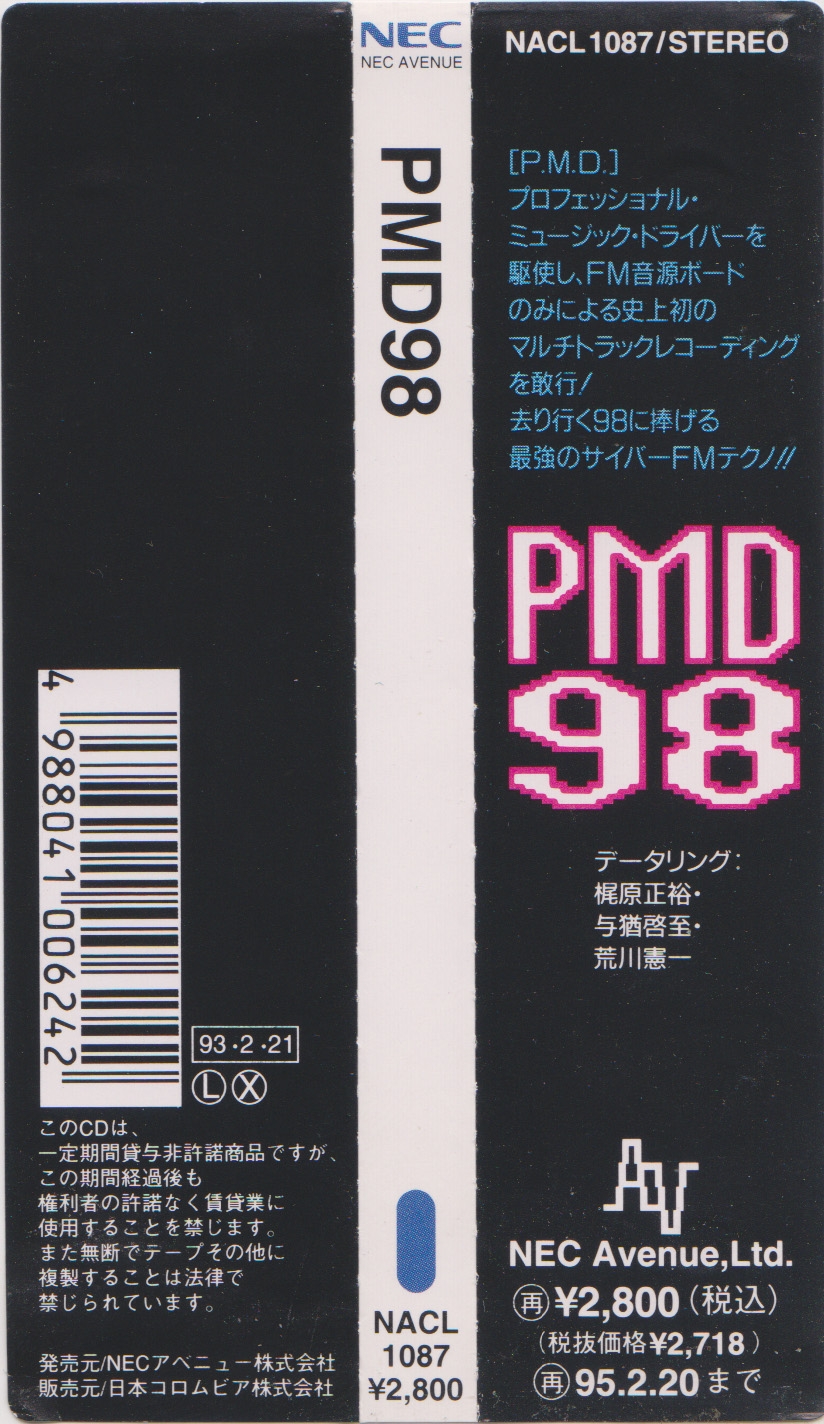 NACL1087/STEREO
[P.M.D.]
プロフェッショナル・
ミュージック・ドライバーを
駆使し、FM音源ボード
のみによる史上初の
マルチトラックレコーディング
を敢行!
去り行く98に捧げる
最強のサイバーFMテクノ!!
PMD
98
データリング：
梶原正裕・
与猶啓至・
荒川憲一
AV
NEC Avenue,Ltd.
再¥2,800（税込）
（税抜価格¥2,718）
再95.2.20まで
NEC
NEC AVENUE
PMD98
NACL
1087
¥2,800
4 988041 006242
93・2・21
Ⓛ Ⓧ
このCDは、
一定期間貸与非許諾商品ですが、
この期間経過後も
権利者の許諾なく賃貸業に
使用することを禁じます。
また無断でテープその他に
複製することは法律で
禁じられています。
発売元/NECアベニュー株式会社
販売元/日本コロムビア株式会社